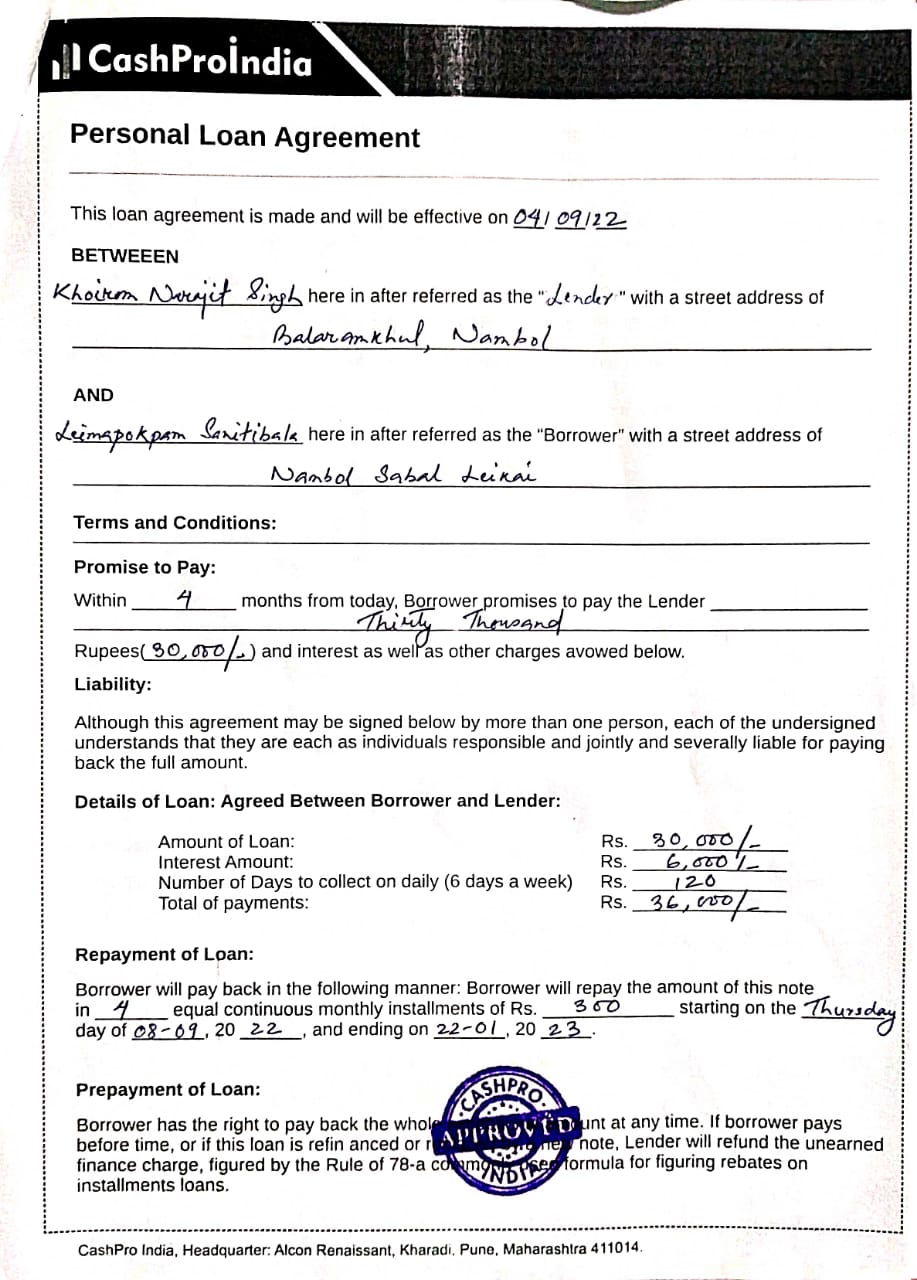 CashProIndia
Personal Loan Agreement
This loan agreement is made and will be effective on 04/09/22
BETWEEEN
Khoirom Norajit Singh here in after referred as the "Lender" with a street address of
Balaramkhul, Nambol
AND
Leimapokpam Sanitibala here in after referred as the "Borrower" with a street address of
Nambol Sabal Leikai
Terms and Conditions:
Promise to Pay:
Within 4 months from today, Borrower promises to pay the Lender
Thirty Thousand
Rupees(30,000/-) and interest as well as other charges avowed below.
Liability:
Although this agreement may be signed below by more than one person, each of the undersigned
understands that they are each as individuals responsible and jointly and severally liable for paying
back the full amount.
Details of Loan: Agreed Between Borrower and Lender:
Amount of Loan: Rs. 30,000/-
Interest Amount: Rs. 6,000/-
Number of Days to collect on daily (6 days a week) Rs. 120
Total of payments: Rs. 36,000/-
Repayment of Loan:
Borrower will pay back in the following manner: Borrower will repay the amount of this note
in 4 equal continuous monthly installments of Rs. 300 starting on the Thursday
day of 08-09, 20 22, and ending on 22-01, 20 23.
Prepayment of Loan:
CASHPRO
APPROVED
INDIA
Borrower has the right to pay back the whole unt at any time. If borrower pays
before time, or if this loan is refin anced or note, Lender will refund the unearned
finance charge, figured by the Rule of 78-a formula for figuring rebates on
installments loans.
CashPro India, Headquarter: Alcon Renaissant, Kharadi, Pune, Maharashtra 411014.